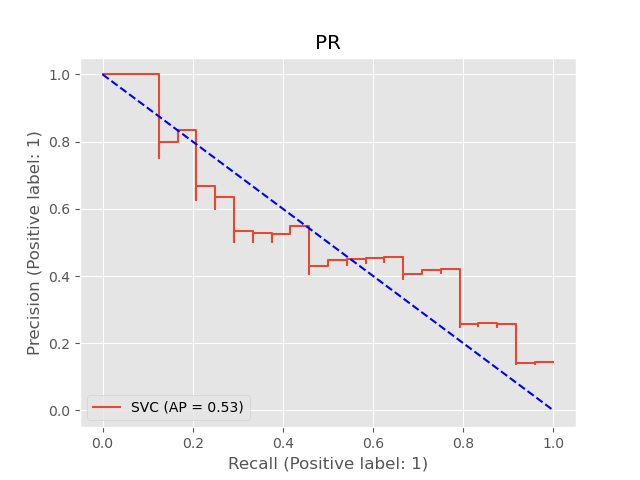 PR
Precision (Positive label: 1)
1.0
0.8
0.6
0.4
0.2
0.0
SVC (AP = 0.53)
0.0 0.2 0.4 0.6 0.8 1.0
Recall (Positive label: 1)